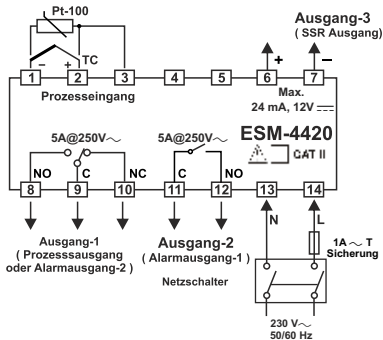 Pt-100
Ausgang-3
( SSR Ausgang)
TC
− +
+ −
1 2 3 4 5 6 7
Prozesseingang
Max.
24 mA, 12V
5A@250V~
5A@250V~
ESM-4420
CAT II
NO C NC C NO
8 9 10 11 12 13 14
N L
Ausgang-1
( Prozessausgang
oder Alarmausgang-2 )
Ausgang-2
( Alarmausgang-1 )
Netzschalter
1A ~ T
Sicherung
230 V~
50/60 Hz